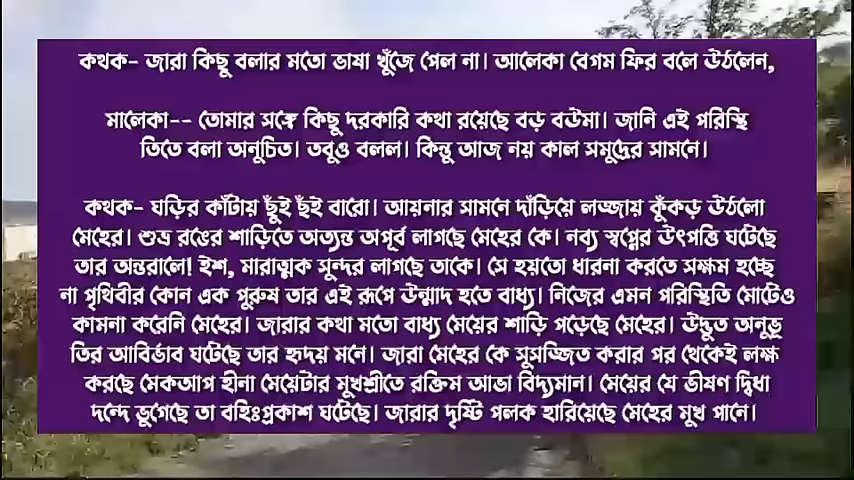 কথক- জারা কিছু বলার মতো ভাষা খুঁজে পেল না। আলেকা বেগম ফির বলে উঠলেন,
মালেকা-- তোমার সঙ্গে কিছু দরকারি কথা রয়েছে বড় বউমা। জানি এই পরিস্থি
তিতে বলা অনুচিত। তবুও বলল। কিন্তু আজ নয় কাল সমুদ্রের সামনে।
কথক- ঘড়ির কাঁটায় ছুঁই ছঁই বারো। আয়নার সামনে দাঁড়িয়ে লজ্জায় কুঁকড় উঠলো
মেহের। শুভ্র রঙের শাড়িতে অত্যন্ত অপূর্ব লাগছে মেহের কে। নব্য স্বপ্নের উৎপত্তি ঘটেছে
তার অন্তরালে! ইশ, মারাত্মক সুন্দর লাগছে তাকে। সে হয়তো ধারনা করতে সক্ষম হচ্ছে
না পৃথিবীর কোন এক পুরুষ তার এই রূপে উন্মাদ হতে বাধ্য। নিজের এমন পরিস্থিতি মোটেও
কামনা করেনি মেহের। জারার কথা মতো বাধ্য মেয়ের শাড়ি পড়েছে মেহের। উদ্ভুত অনুভূ
তির আবির্ভাব ঘটেছে তার হৃদয় মনে। জারা মেহের কে সুসজ্জিত করার পর থেকেই লক্ষ
করছে মেকআপ হীনা মেয়েটার মুখশ্রীতে রক্তিম আভা বিদ্যমান। মেয়ের যে ভীষণ দ্বিধা
দন্দে ভুগেছে তা বহিঃপ্রকাশ ঘটেছে। জারার দৃষ্টি পলক হারিয়েছে মেহের মুখ পানে।